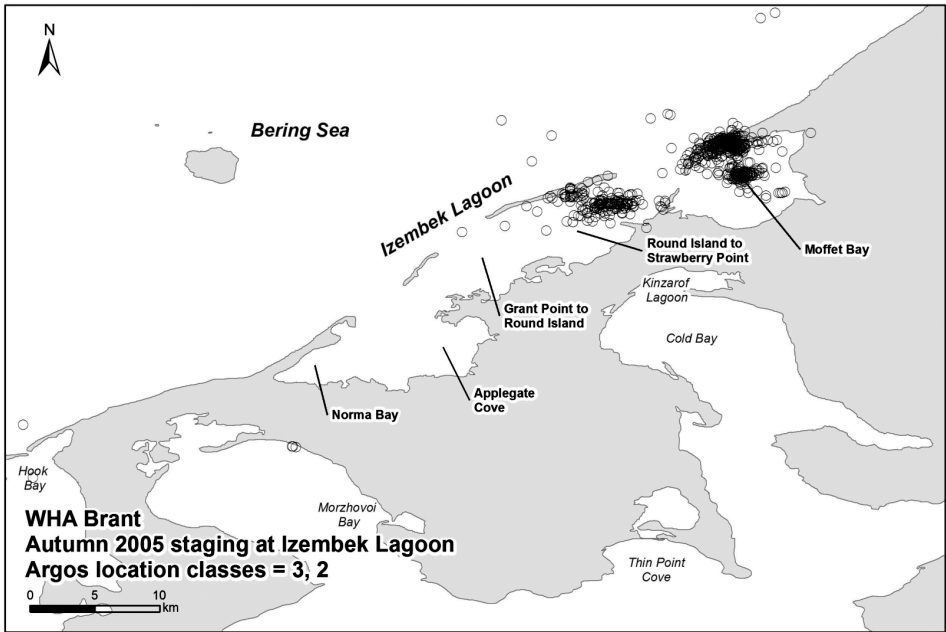 N
Bering Sea
Izembek Lagoon
Moffet Bay
Round Island to
Strawberry Point
Kinzarof
Lagoon
Grant Point to
Round Island
Cold Bay
Applegate
Cove
Norma Bay
Hook
Bay
Morzhovoi
Bay
WHA Brant
Autumn 2005 staging at Izembek Lagoon
Argos location classes = 3, 2
Thin Point
Cove
0 5 10
km